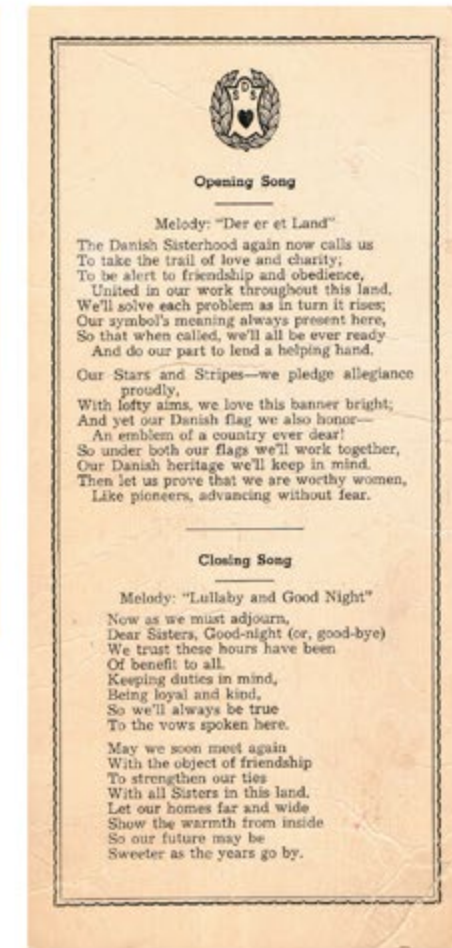 D
S S
Opening Song
Melody: "Der er et Land"
The Danish Sisterhood again now calls us
To take the trail of love and charity;
To be alert to friendship and obedience,
United in our work throughout this land,
We'll solve each problem as in turn it rises;
Our symbol's meaning always present here,
So that when called, we'll all be ever ready
And do our part to lend a helping hand.
Our Stars and Stripes—we pledge allegiance
proudly,
With lofty aims, we love this banner bright;
And yet our Danish flag we also honor—
An emblem of a country ever dear!
So under both our flags we'll work together,
Our Danish heritage we'll keep in mind.
Then let us prove that we are worthy women,
Like pioneers, advancing without fear.
Closing Song
Melody: "Lullaby and Good Night"
Now as we must adjourn,
Dear Sisters, Good-night (or, good-bye)
We trust these hours have been
Of benefit to all.
Keeping duties in mind,
Being loyal and kind,
So we'll always be true
To the vows spoken here.
May we soon meet again
With the object of friendship
To strengthen our ties
With all Sisters in this land.
Let our homes far and wide
Show the warmth from inside
So our future may be
Sweeter as the years go by.